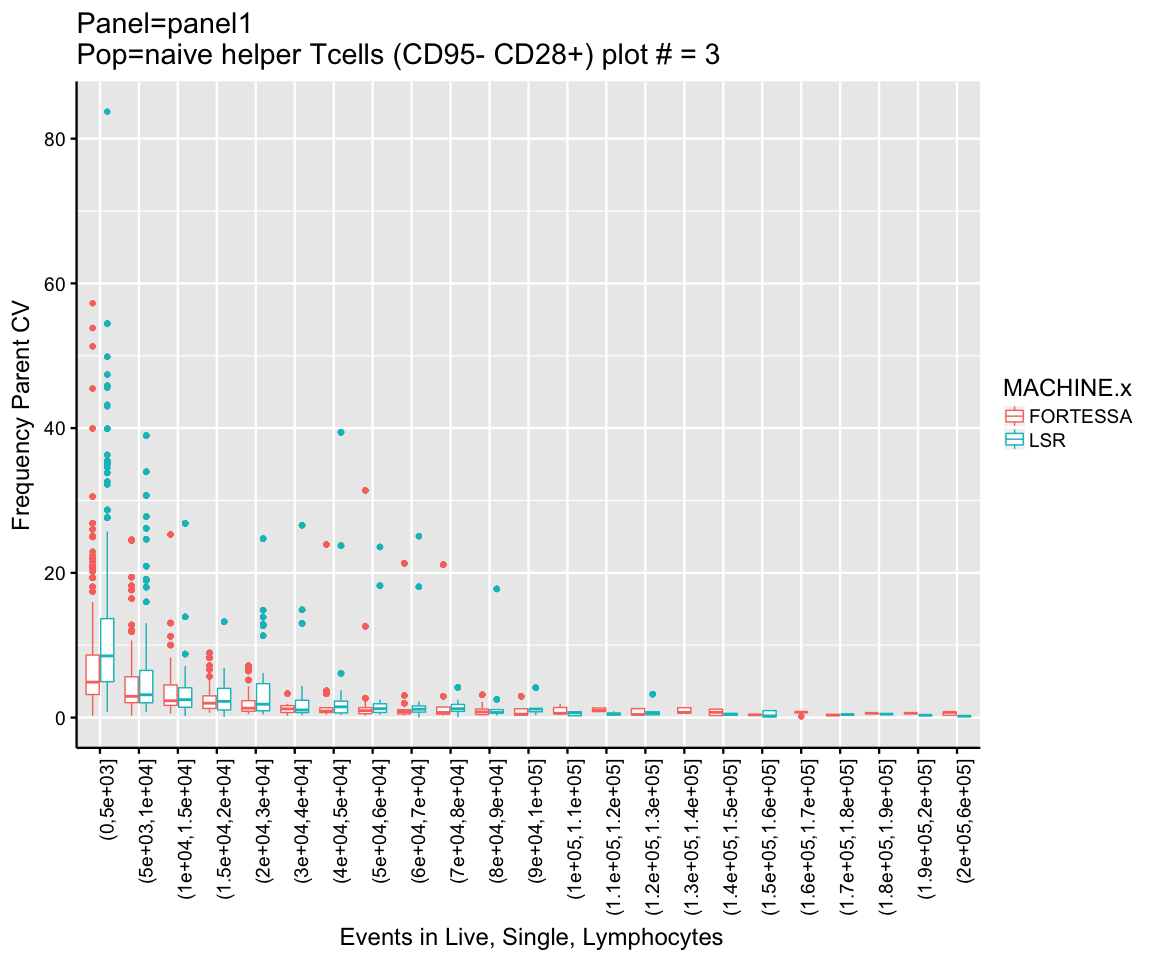 Panel=panel1
Pop=naive helper Tcells (CD95- CD28+) plot # = 3
Frequency Parent CV
80
60
40
20
0
(0,5e+03]
(5e+03,1e+04]
(1e+04,1.5e+04]
(1.5e+04,2e+04]
(2e+04,3e+04]
(3e+04,4e+04]
(4e+04,5e+04]
(5e+04,6e+04]
(6e+04,7e+04]
(7e+04,8e+04]
(8e+04,9e+04]
(9e+04,1e+05]
(1e+05,1.1e+05]
(1.1e+05,1.2e+05]
(1.2e+05,1.3e+05]
(1.3e+05,1.4e+05]
(1.4e+05,1.5e+05]
(1.5e+05,1.6e+05]
(1.6e+05,1.7e+05]
(1.7e+05,1.8e+05]
(1.8e+05,1.9e+05]
(1.9e+05,2e+05]
(2e+05,6e+05]
Events in Live, Single, Lymphocytes
MACHINE.x
FORTESSA
LSR